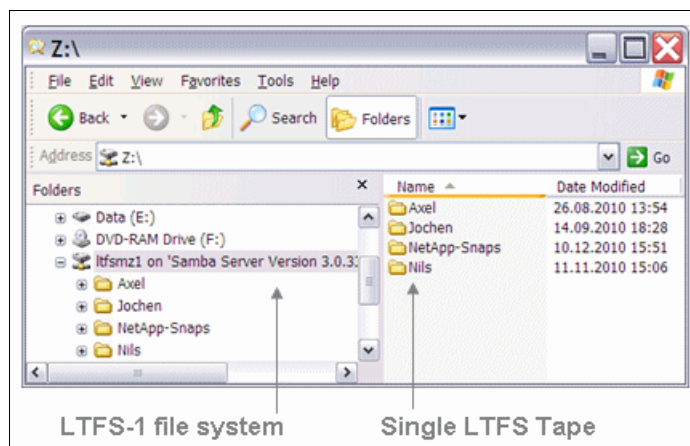 Z:\
File Edit View Favorites Tools Help
Back Search Folders
Address Z:\ Go
Folders x Name Date Modified
Data (E:)
DVD-RAM Drive (F:)
ltfsmz1 on 'Samba Server Version 3.0.3
Axel
Jochen
NetApp-Snaps
Nils
Axel 26.08.2010 13:54
Jochen 14.09.2010 18:28
NetApp-Snaps 10.12.2010 15:51
Nils 11.11.2010 15:06
LTFS-1 file system
Single LTFS Tape